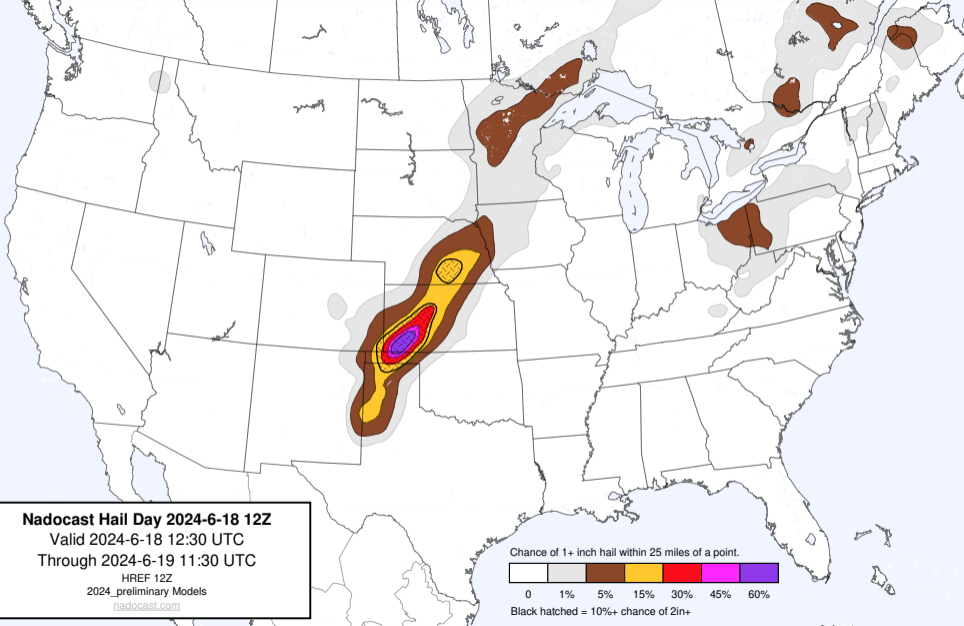 Nadocast Hail Day 2024-6-18 12Z
Valid 2024-6-18 12:30 UTC
Through 2024-6-19 11:30 UTC
HREF 12Z
2024_preliminary Models
nadocast.com
Chance of 1+ inch hail within 25 miles of a point.
0 1% 5% 15% 30% 45% 60%
Black hatched = 10%+ chance of 2in+